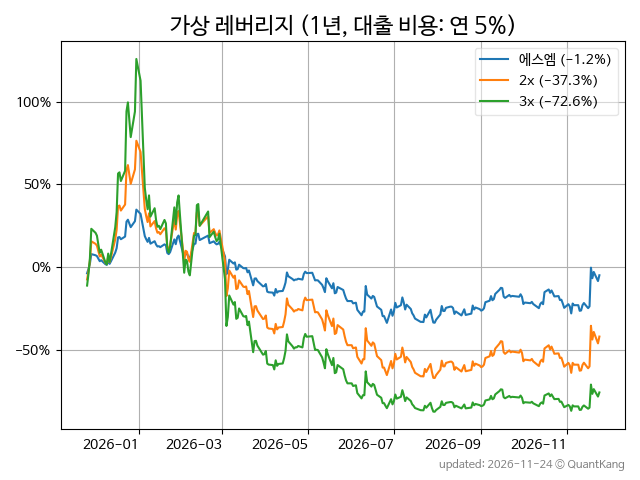 가상 레버리지 (1년, 대출 비용: 연 5%)
에스엠 (−1.2%)
2x (−37.3%)
3x (−72.6%)
100%
50%
0%
−50%
2026-01
2026-03
2026-05
2026-07
2026-09
2026-11
updated: 2026-11-24 © QuantKang